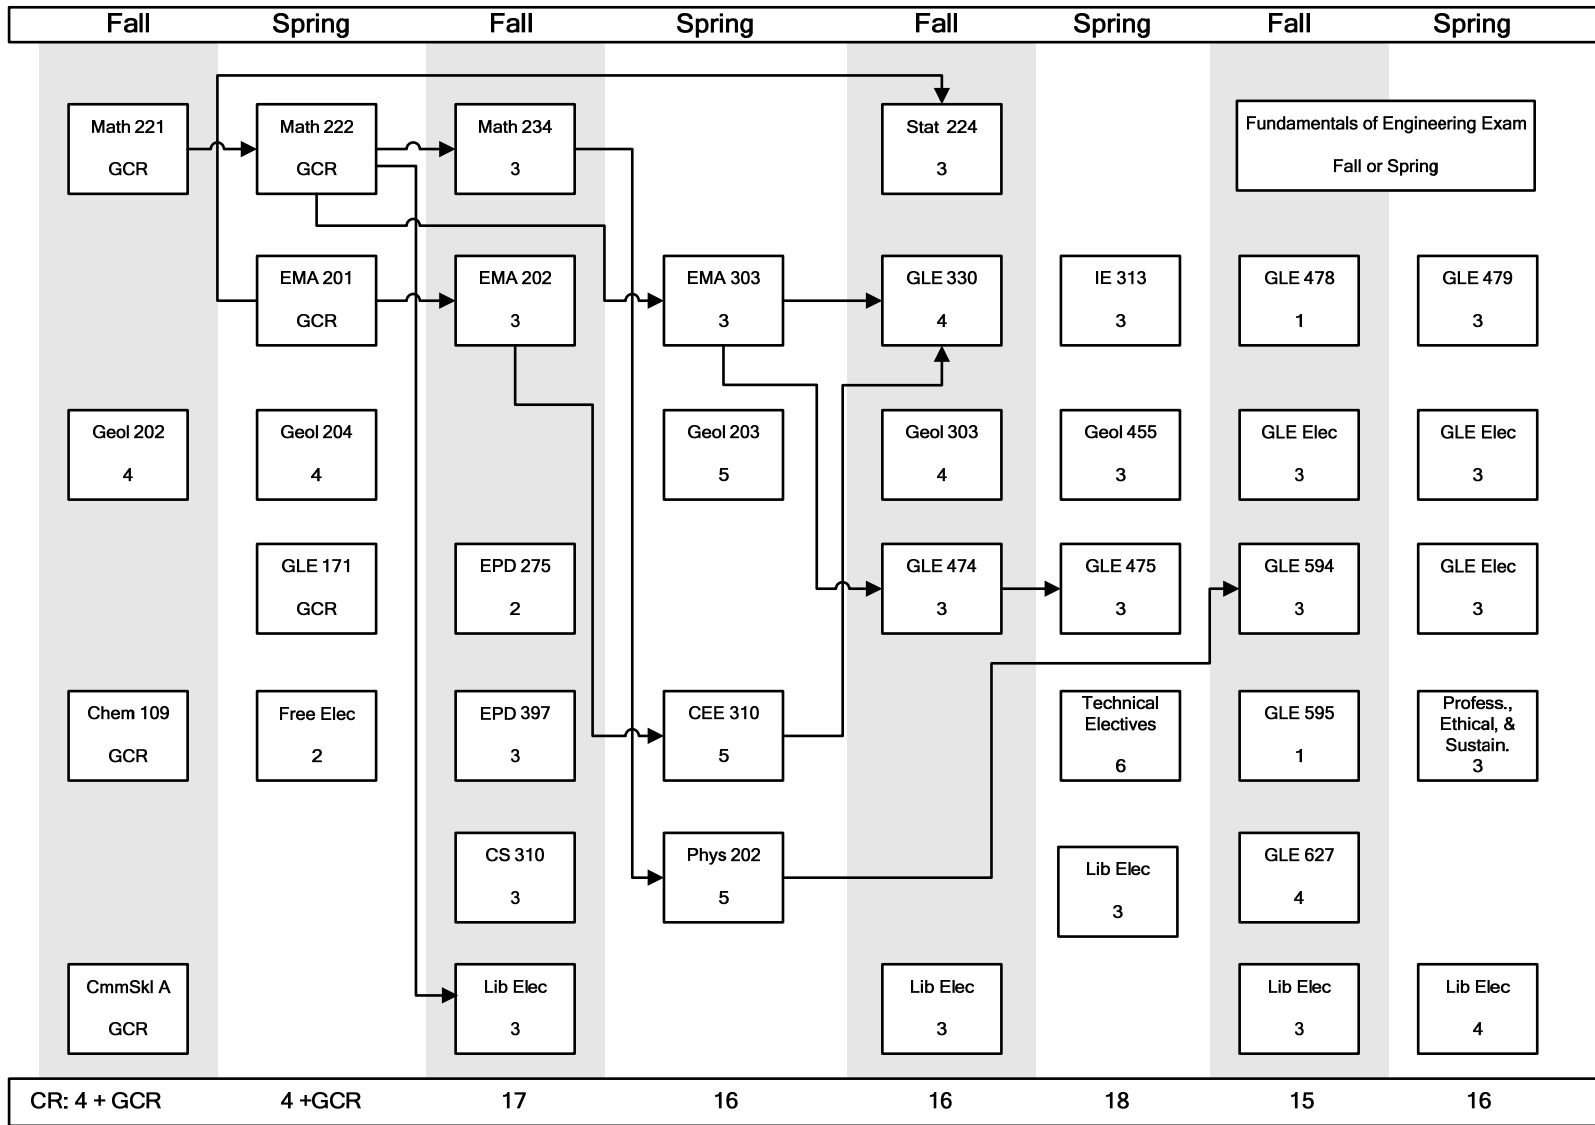 Fall Spring Fall Spring Fall Spring Fall Spring
Math 221
GCR
Math 222
GCR
Math 234
3
Stat 224
3
Fundamentals of Engineering Exam
Fall or Spring
EMA 201
GCR
EMA 202
3
EMA 303
3
GLE 330
4
IE 313
3
GLE 478
1
GLE 479
3
Geol 202
4
Geol 204
4
Geol 203
5
Geol 303
4
Geol 455
3
GLE Elec
3
GLE Elec
3
GLE 171
GCR
EPD 275
2
GLE 474
3
GLE 475
3
GLE 594
3
GLE Elec
3
Chem 109
GCR
Free Elec
2
EPD 397
3
CEE 310
5
Technical
Electives
6
GLE 595
1
Profess.,
Ethical, &
Sustain.
3
CS 310
3
Phys 202
5
Lib Elec
3
GLE 627
4
CmmSkl A
GCR
Lib Elec
3
Lib Elec
3
Lib Elec
3
Lib Elec
4
CR: 4 + GCR 4 +GCR 17 16 16 18 15 16